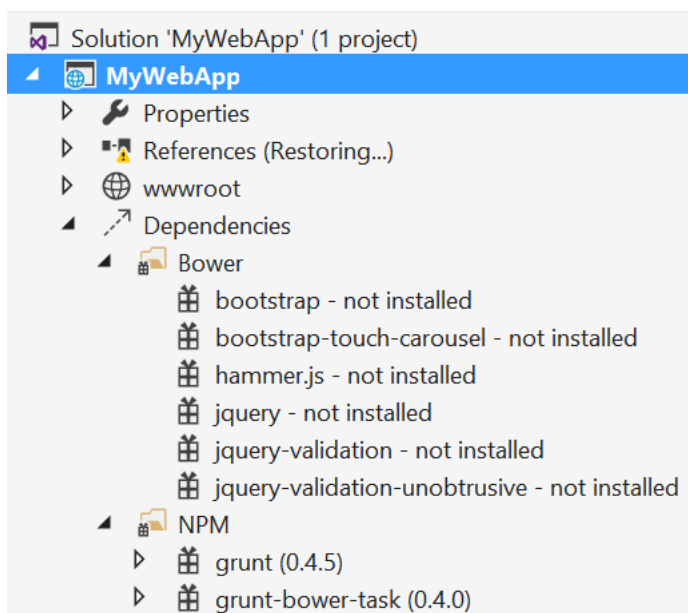 Solution 'MyWebApp' (1 project)
MyWebApp
Properties
References (Restoring...)
wwwroot
Dependencies
Bower
bootstrap - not installed
bootstrap-touch-carousel - not installed
hammer.js - not installed
jquery - not installed
jquery-validation - not installed
jquery-validation-unobtrusive - not installed
NPM
grunt (0.4.5)
grunt-bower-task (0.4.0)